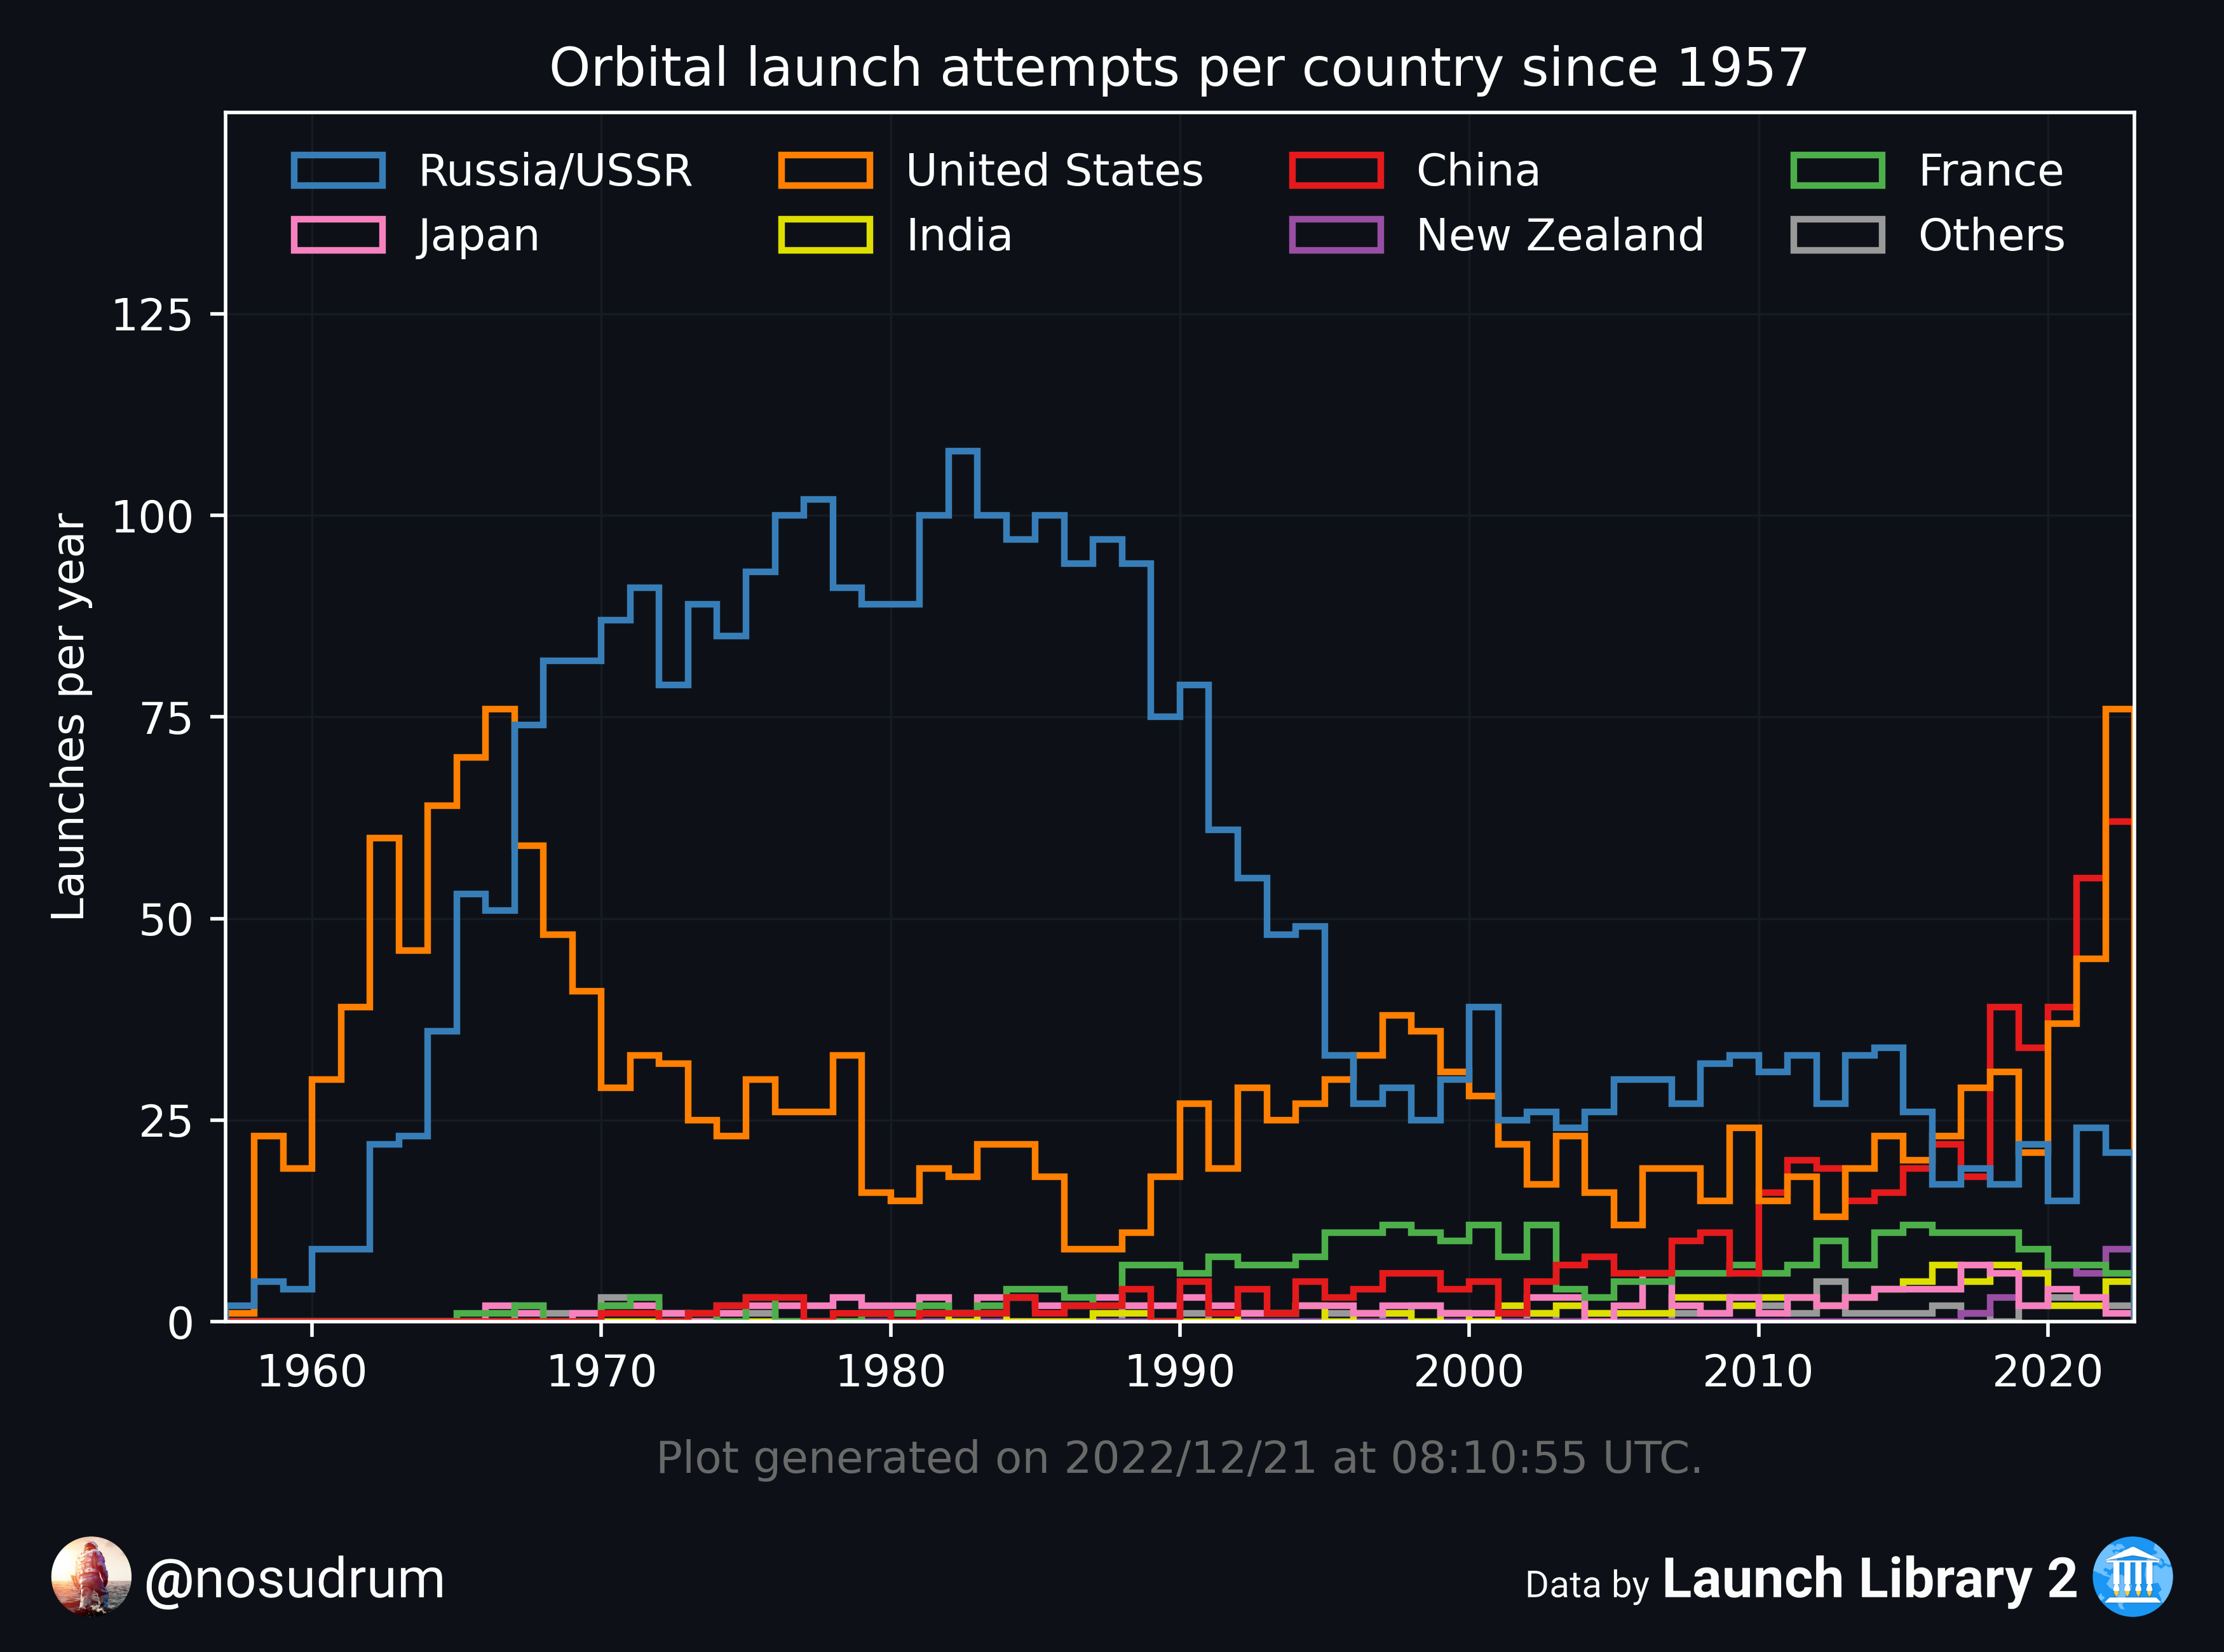 Orbital launch attempts per country since 1957
Russia/USSR United States China France
Japan India New Zealand Others
Launches per year
125
100
75
50
25
0
1960 1970 1980 1990 2000 2010 2020
Plot generated on 2022/12/21 at 08:10:55 UTC.
@nosudrum
Data by Launch Library 2